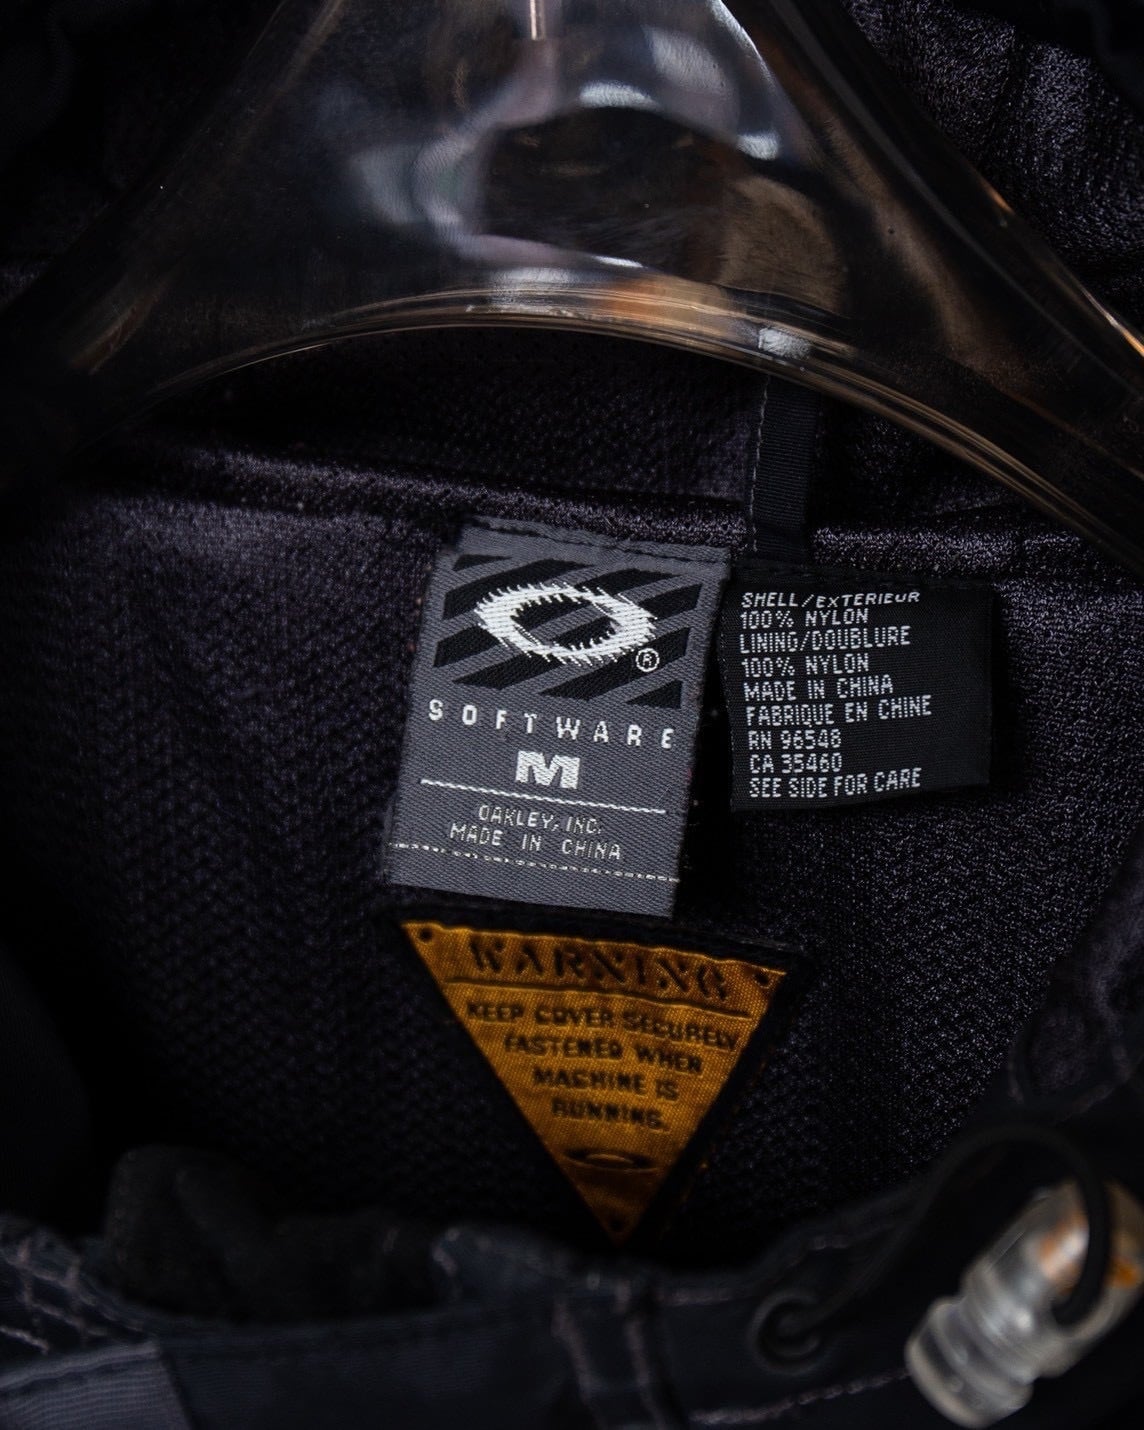 ®
SOFTWARE
M
OAKLEY, INC.
MADE IN CHINA
SHELL/EXTERIEUR
100% NYLON
LINING/DOUBLURE
100% NYLON
MADE IN CHINA
FABRIQUE EN CHINE
RN 96548
CA 35460
SEE SIDE FOR CARE
WARNING
KEEP COVER SECURELY
FASTENED WHEN
MACHINE IS
RUNNING.